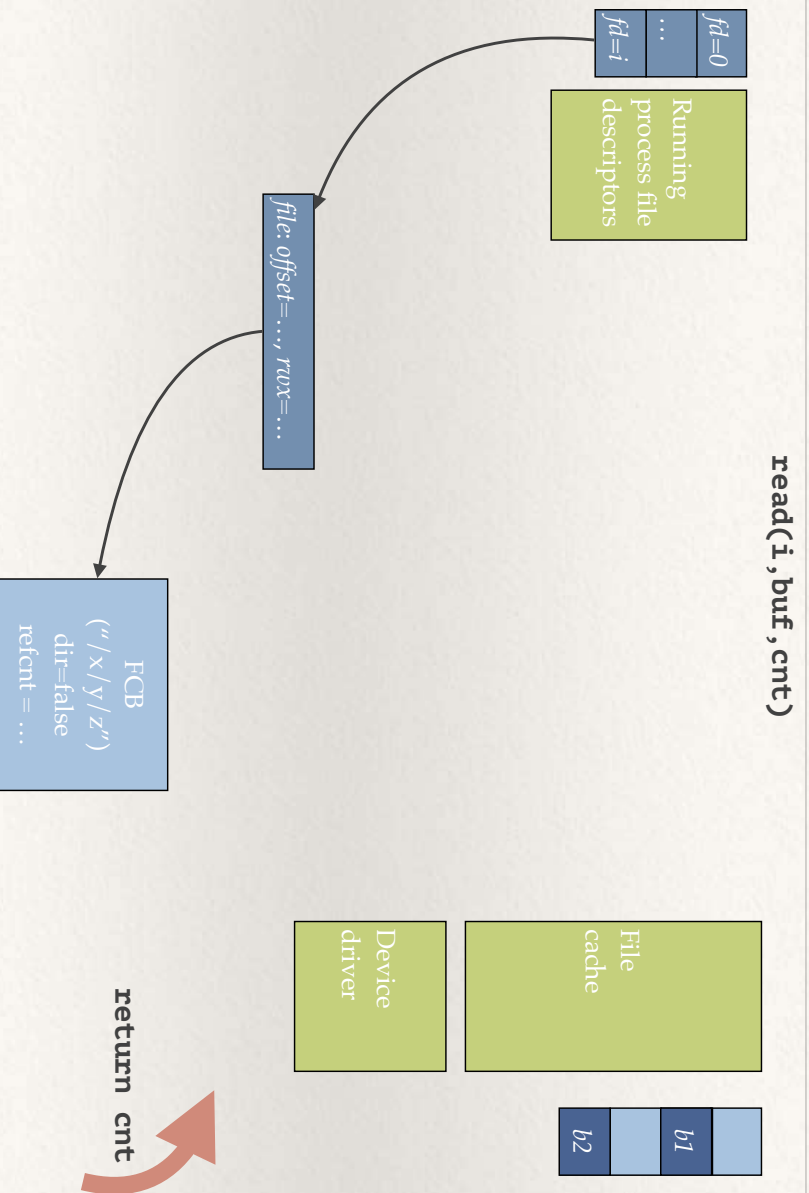 read(i,buf,cnt)
fd=0
…
fd=i
Running
process file
descriptors
file: offset=…, rwx=…
FCB
(“/x/y/z”)
dir=false
refcnt = …
File
cache
Device
driver
b1
b2
return cnt